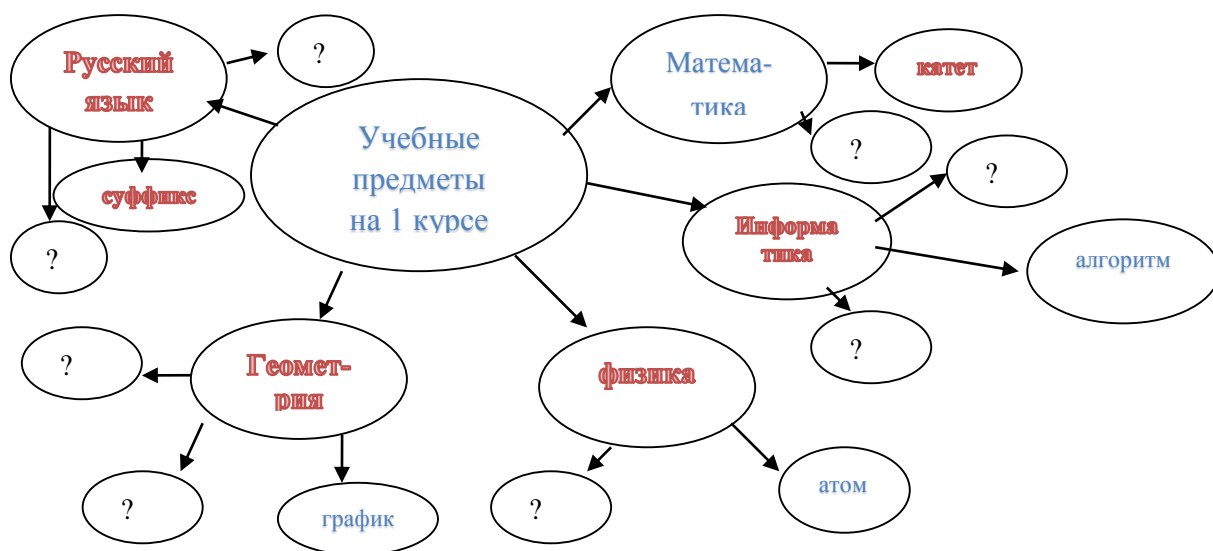 Русский
язык
?
Матема-
тика
катет
Учебные
предметы
на 1 курсе
?
?
суффикс
Информа
тика
алгоритм
?
?
?
Геомет-
рия
физика
?
график
?
атом